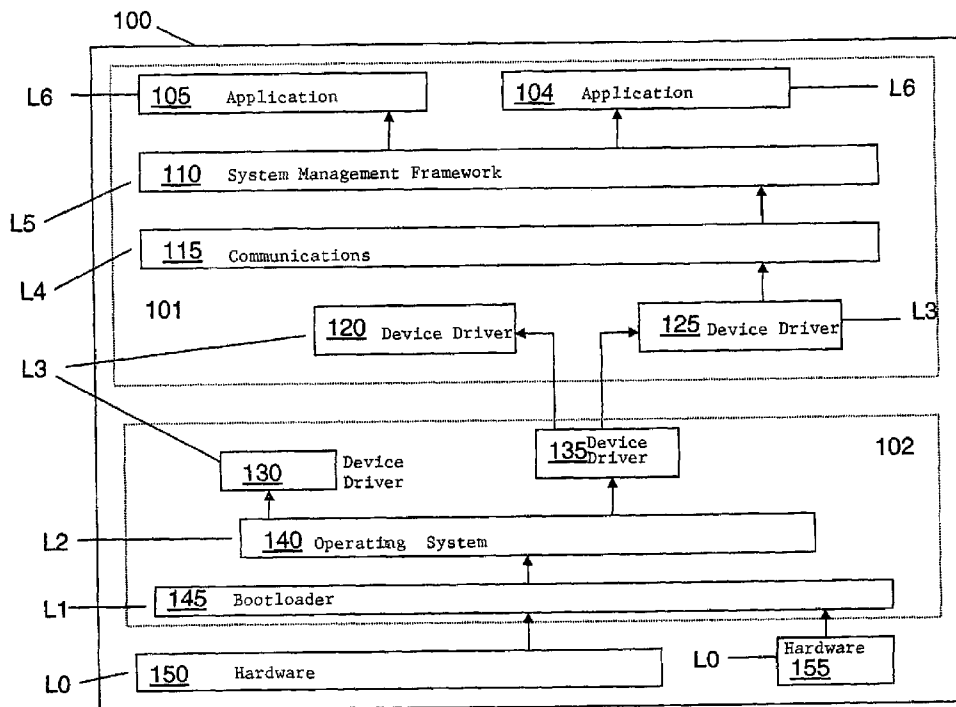 100
L6
105 Application
104 Application
L6
110 System Management Framework
L5
115 Communications
L4
101
120 Device Driver
125 Device Driver
L3
L3
102
130
Device
Driver
135 Device
Driver
L2
140 Operating System
L1
145 Bootloader
L0
150 Hardware
L0
Hardware
155